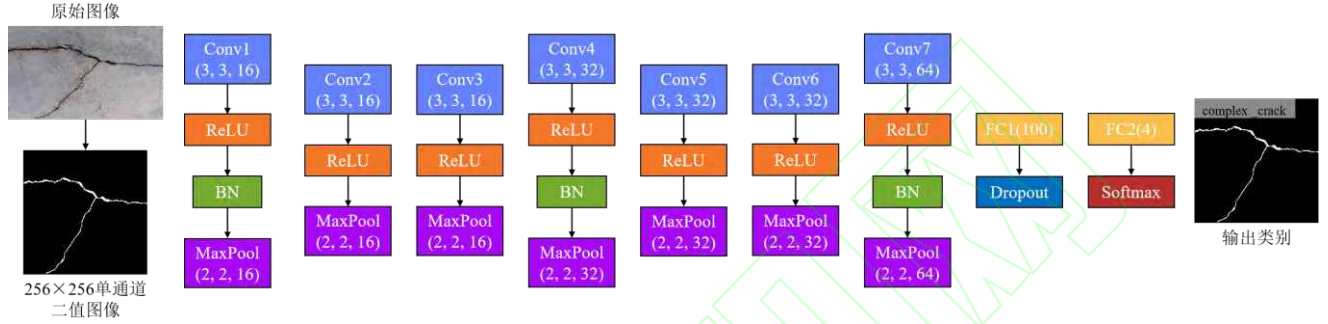 原始图像
256×256单通道
二值图像
Conv1
(3, 3, 16)
ReLU
BN
MaxPool
(2, 2, 16)
Conv2
(3, 3, 16)
ReLU
MaxPool
(2, 2, 16)
Conv3
(3, 3, 16)
ReLU
MaxPool
(2, 2, 16)
Conv4
(3, 3, 32)
ReLU
BN
MaxPool
(2, 2, 32)
Conv5
(3, 3, 32)
ReLU
MaxPool
(2, 2, 32)
Conv6
(3, 3, 32)
ReLU
MaxPool
(2, 2, 32)
Conv7
(3, 3, 64)
ReLU
BN
MaxPool
(2, 2, 64)
FC1(100)
Dropout
FC2(4)
Softmax
complex crack
输出类别